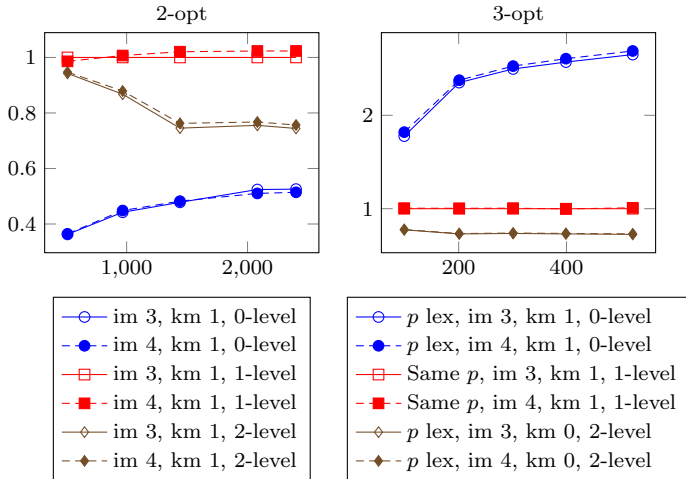 2-opt
3-opt
1
0.8
0.6
0.4
1,000
2,000
2
1
200
400
im 3, km 1, 0-level
im 4, km 1, 0-level
im 3, km 1, 1-level
im 4, km 1, 1-level
im 3, km 1, 2-level
im 4, km 1, 2-level
p lex, im 3, km 1, 0-level
p lex, im 4, km 1, 0-level
Same p, im 3, km 1, 1-level
Same p, im 4, km 1, 1-level
p lex, im 3, km 0, 2-level
p lex, im 4, km 0, 2-level